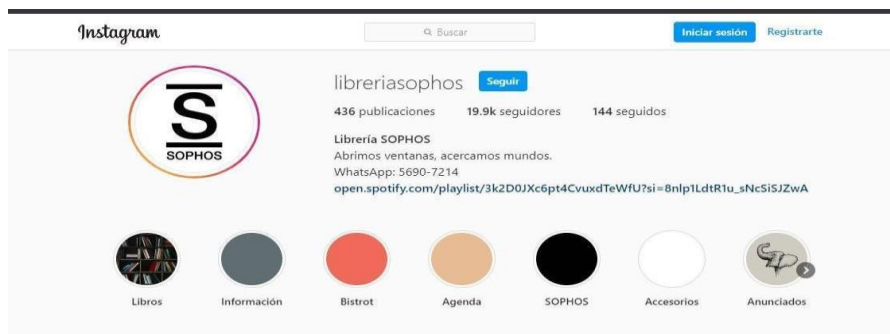 Instagram
Buscar
Iniciar sesión
Registrarte
S
SOPHOS
libreriasophos
Seguir
436 publicaciones 19.9k seguidores 144 seguidos
Librería SOPHOS
Abrimos ventanas, acercamos mundos.
WhatsApp: 5690-7214
open.spotify.com/playlist/3k2D0JXc6pt4CvuxdTeWfU?si=8nlp1LdtR1u_sNcSiSJZwA
Libros Información Bistrot Agenda SOPHOS Accesorios Anunciados